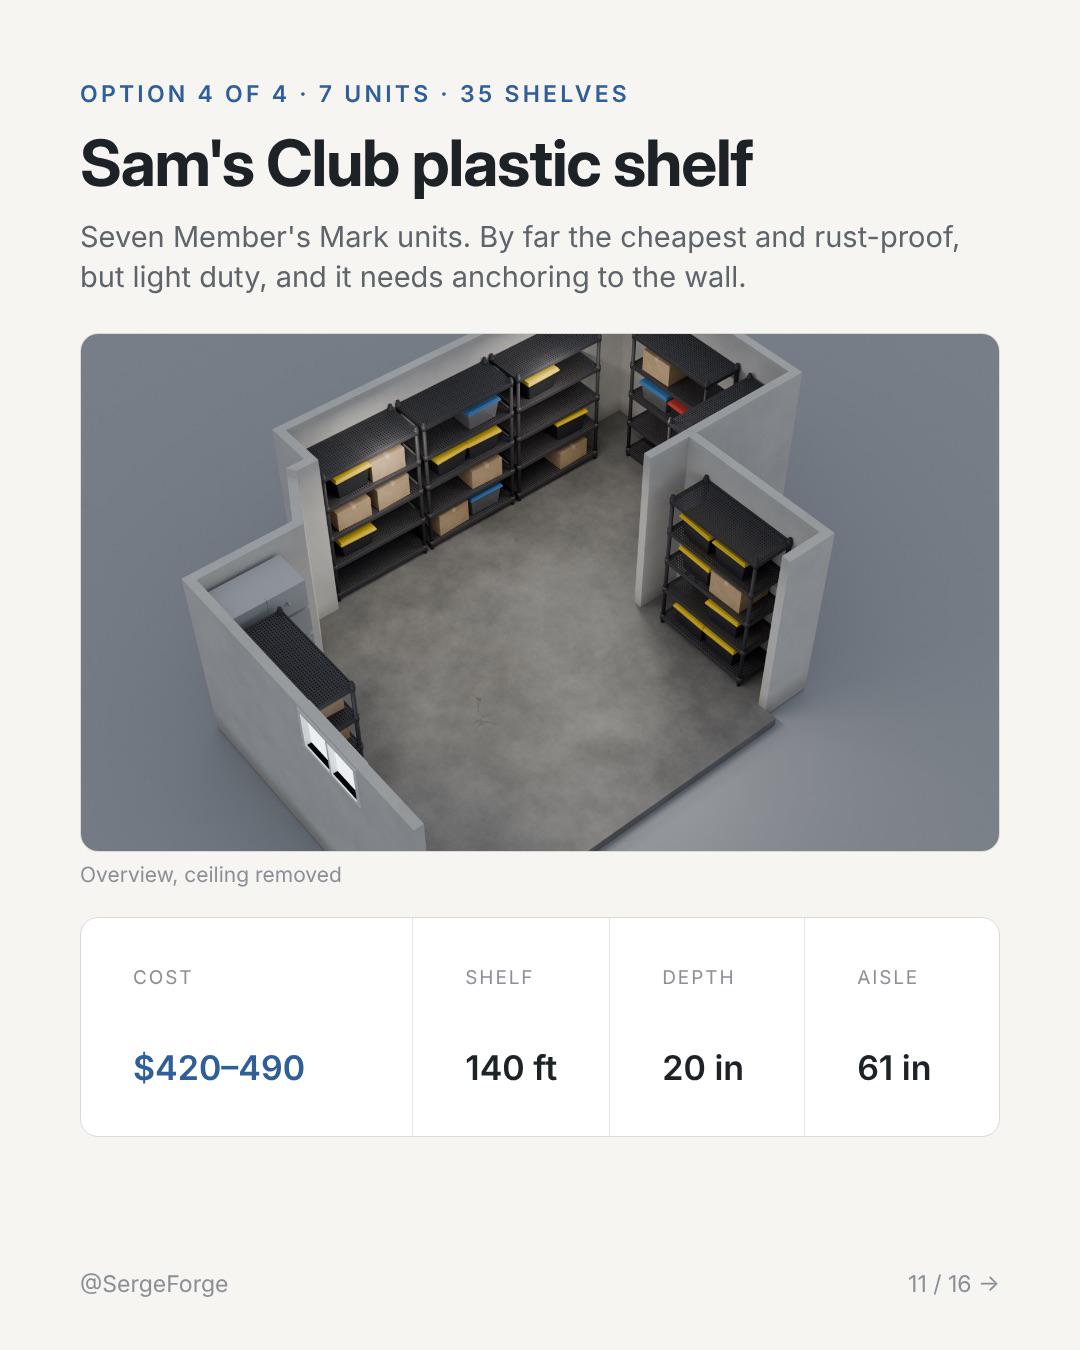 OPTION 4 OF 4 · 7 UNITS · 35 SHELVES
Sam's Club plastic shelf
Seven Member's Mark units. By far the cheapest and rust-proof,
but light duty, and it needs anchoring to the wall.
Overview, ceiling removed
COST
SHELF
DEPTH
AISLE
$420–490
140 ft
20 in
61 in
@SergeForge
11 / 16 →